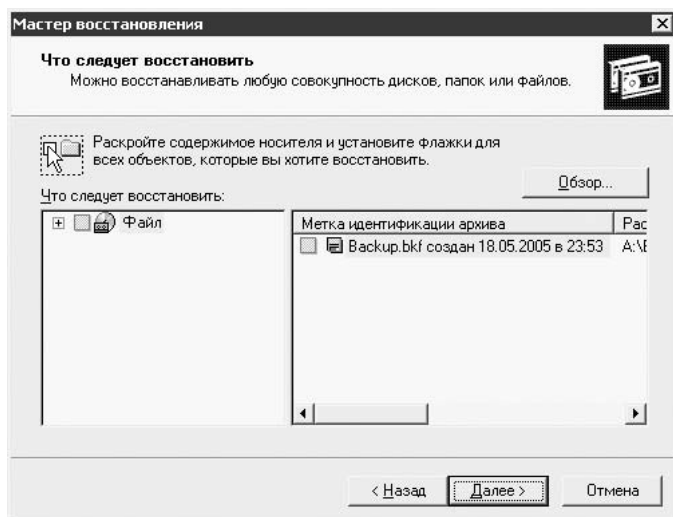 Мастер восстановления
Что следует восстановить
Можно восстанавливать любую совокупность дисков, папок или файлов.
Раскройте содержимое носителя и установите флажки для
всех объектов, которые вы хотите восстановить.
Обзор...
Что следует восстановить:
Файл
Метка идентификации архива Рас
Backup.bkf создан 18.05.2005 в 23:53 A:\
< Назад Далее > Отмена